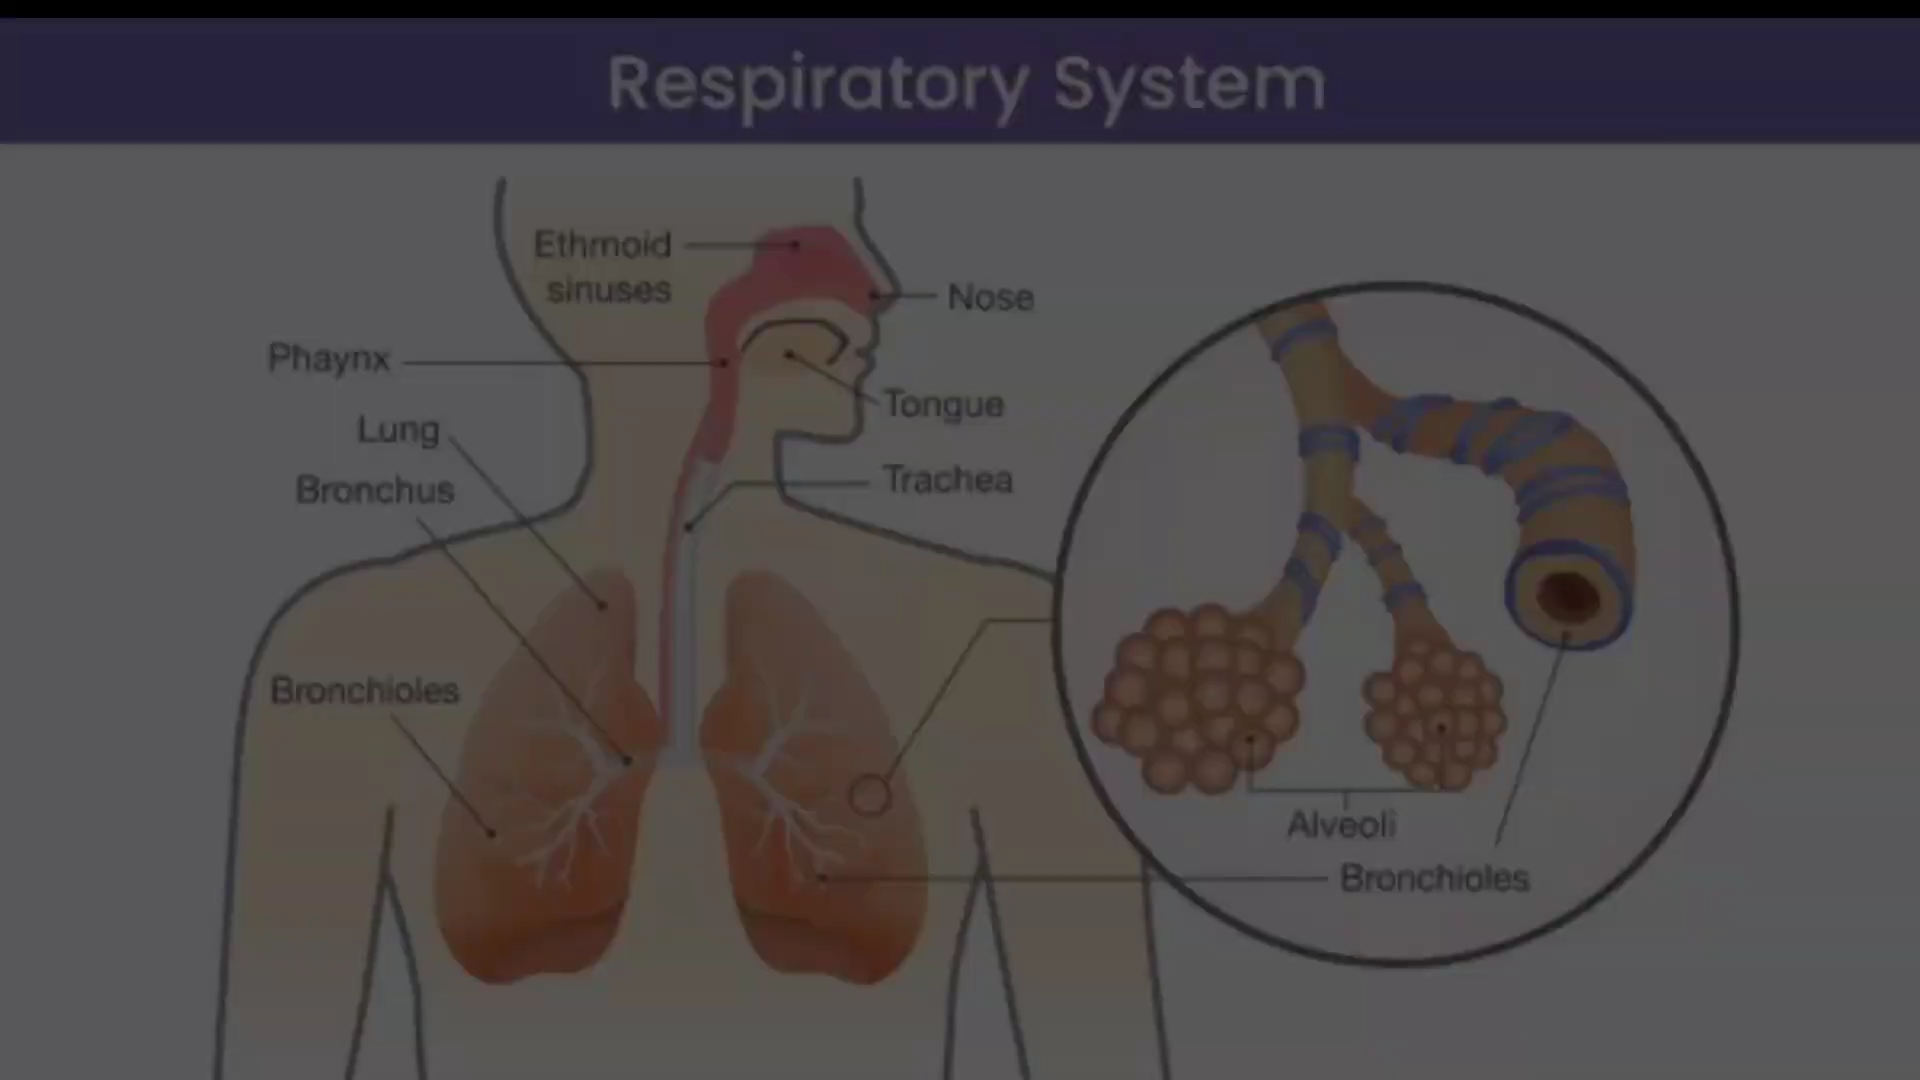 Respiratory System
Ethmoid
sinuses
Nose
Phaynx
Tongue
Lung
Trachea
Bronchus
Bronchioles
Alveoli
Bronchioles